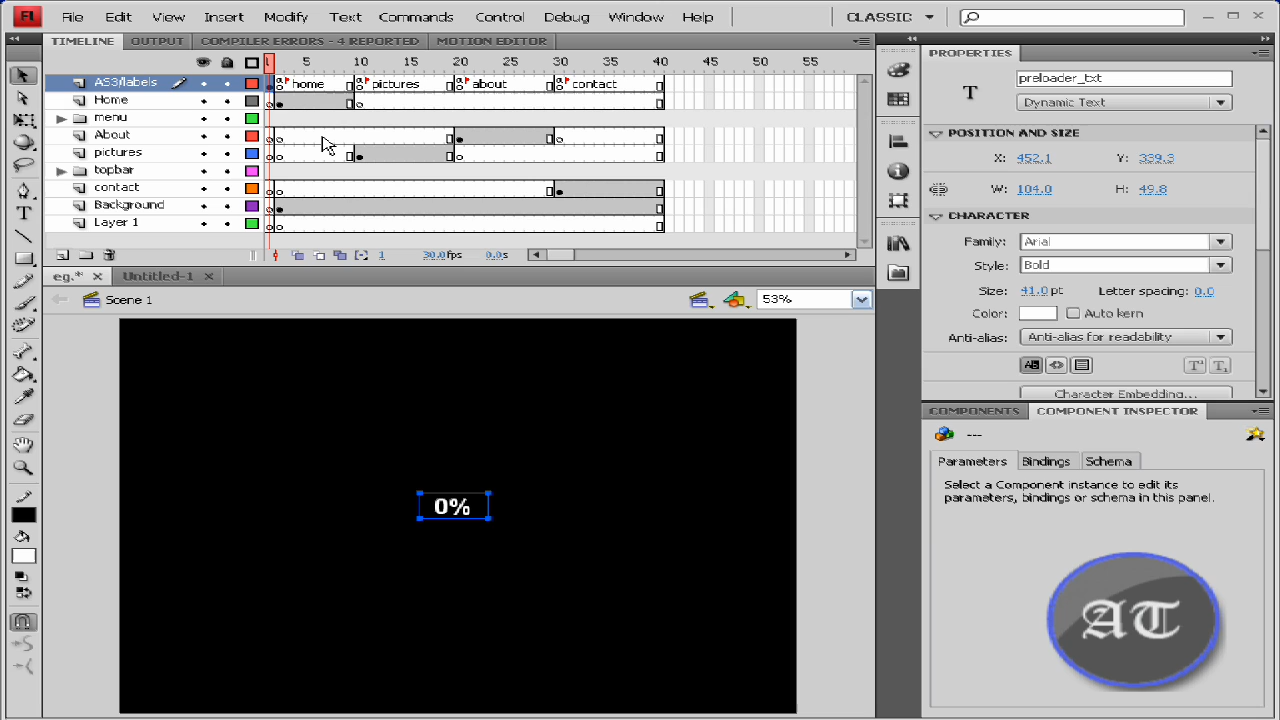 Fl File Edit View Insert Modify Text Commands Control Debug Window Help CLASSIC
TIMELINE OUTPUT COMPILER ERRORS - 4 REPORTED MOTION EDITOR
1 5 10 15 20 25 30 35 40 45 50 55
AS3/labels home pictures about contact
Home
menu
About
pictures
topbar
contact
Background
Layer 1
1 30.0fps 0.0s
eg.* Untitled-1
Scene 1 53%
0%
PROPERTIES
preloader_txt
T Dynamic Text
POSITION AND SIZE
X: 452.1 Y: 339.3
W: 104.0 H: 49.8
CHARACTER
Family: Arial
Style: Bold
Size: 41.0 pt Letter spacing: 0.0
Color: Auto kern
Anti-alias: Anti-alias for readability
Character Embedding...
COMPONENTS COMPONENT INSPECTOR
---
Parameters Bindings Schema
Select a Component instance to edit its
parameters, bindings or schema in this panel.
AT